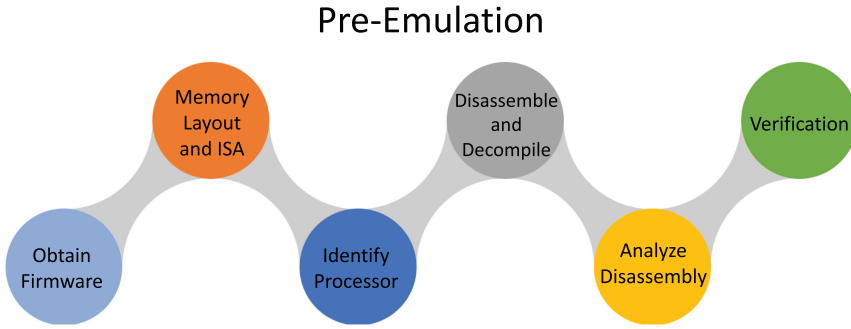 Pre-Emulation
Obtain
Firmware
Memory
Layout
and ISA
Identify
Processor
Disassemble
and
Decompile
Analyze
Disassembly
Verification